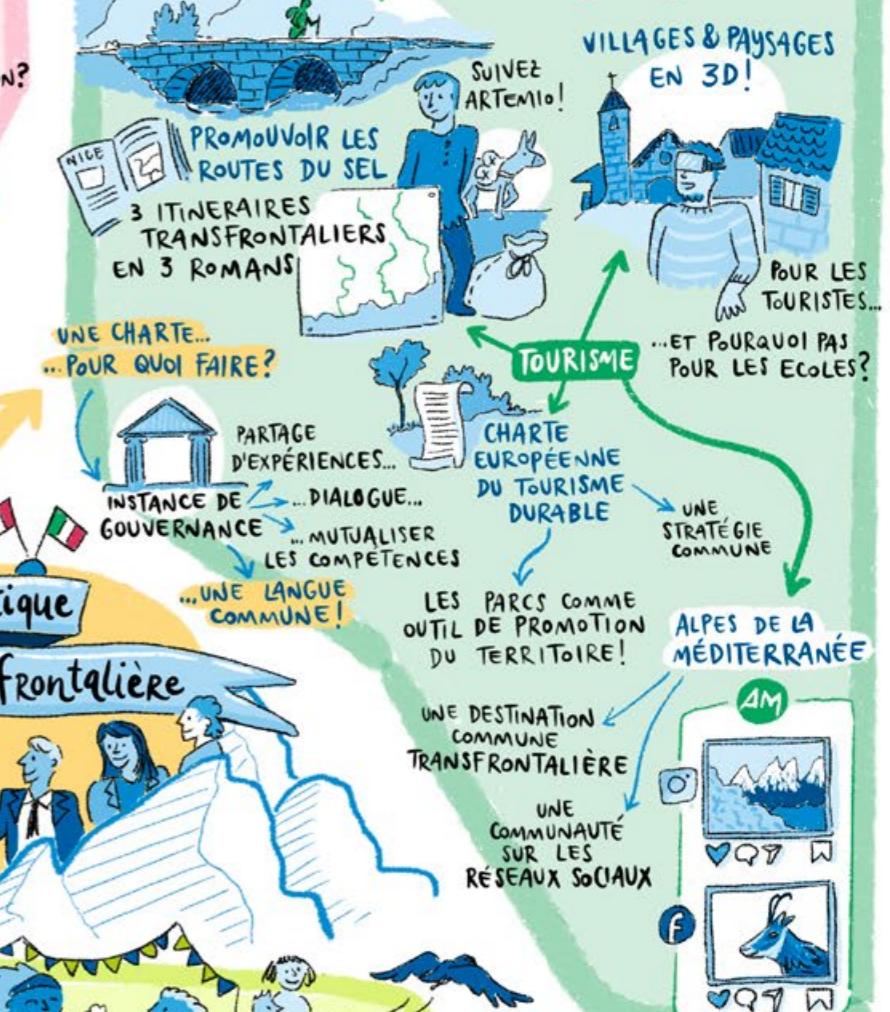 N?
SUIVEZ
ARTEMIO!
NICE
PROMOUVOIR LES
ROUTES DU SEL
3 ITINERAIRES
TRANSFRONTALIERS
EN 3 ROMANS
VILLAGES & PAYSAGES
EN 3D!
POUR LES
TOURISTES...
...ET POURQUOI PAS
POUR LES ECOLES?
TOURISME
UNE CHARTE...
...POUR QUOI FAIRE?
INSTANCE DE
GOUVERNANCE
PARTAGE
D'EXPÉRIENCES...
...DIALOGUE...
...MUTUALISER
LES COMPÉTENCES
...UNE LANGUE
COMMUNE!
CHARTE
EUROPÉENNE
DU TOURISME
DURABLE
UNE
STRATÉGIE
COMMUNE
LES PARCS COMME
OUTIL DE PROMOTION
DU TERRITOIRE!
ALPES DE LA
MÉDITERRANÉE
AM
UNE DESTINATION
COMMUNE
TRANSFRONTALIÈRE
UNE
COMMUNAUTÉ
SUR LES
RÉSEAUX SOCIAUX
f
tique
frontalière